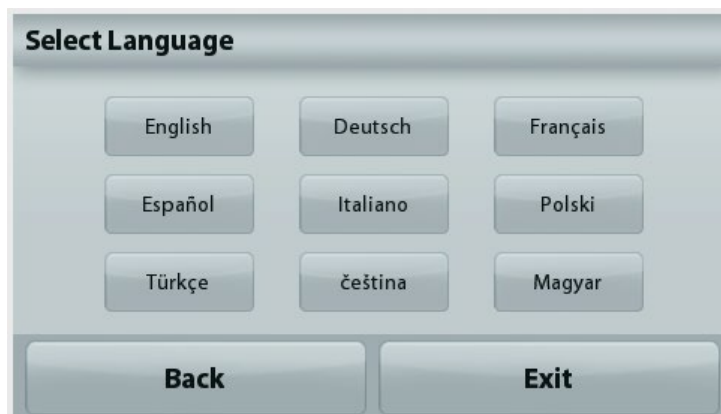 Select Language
English Deutsch Français
Español Italiano Polski
Türkçe čeština Magyar
Back Exit